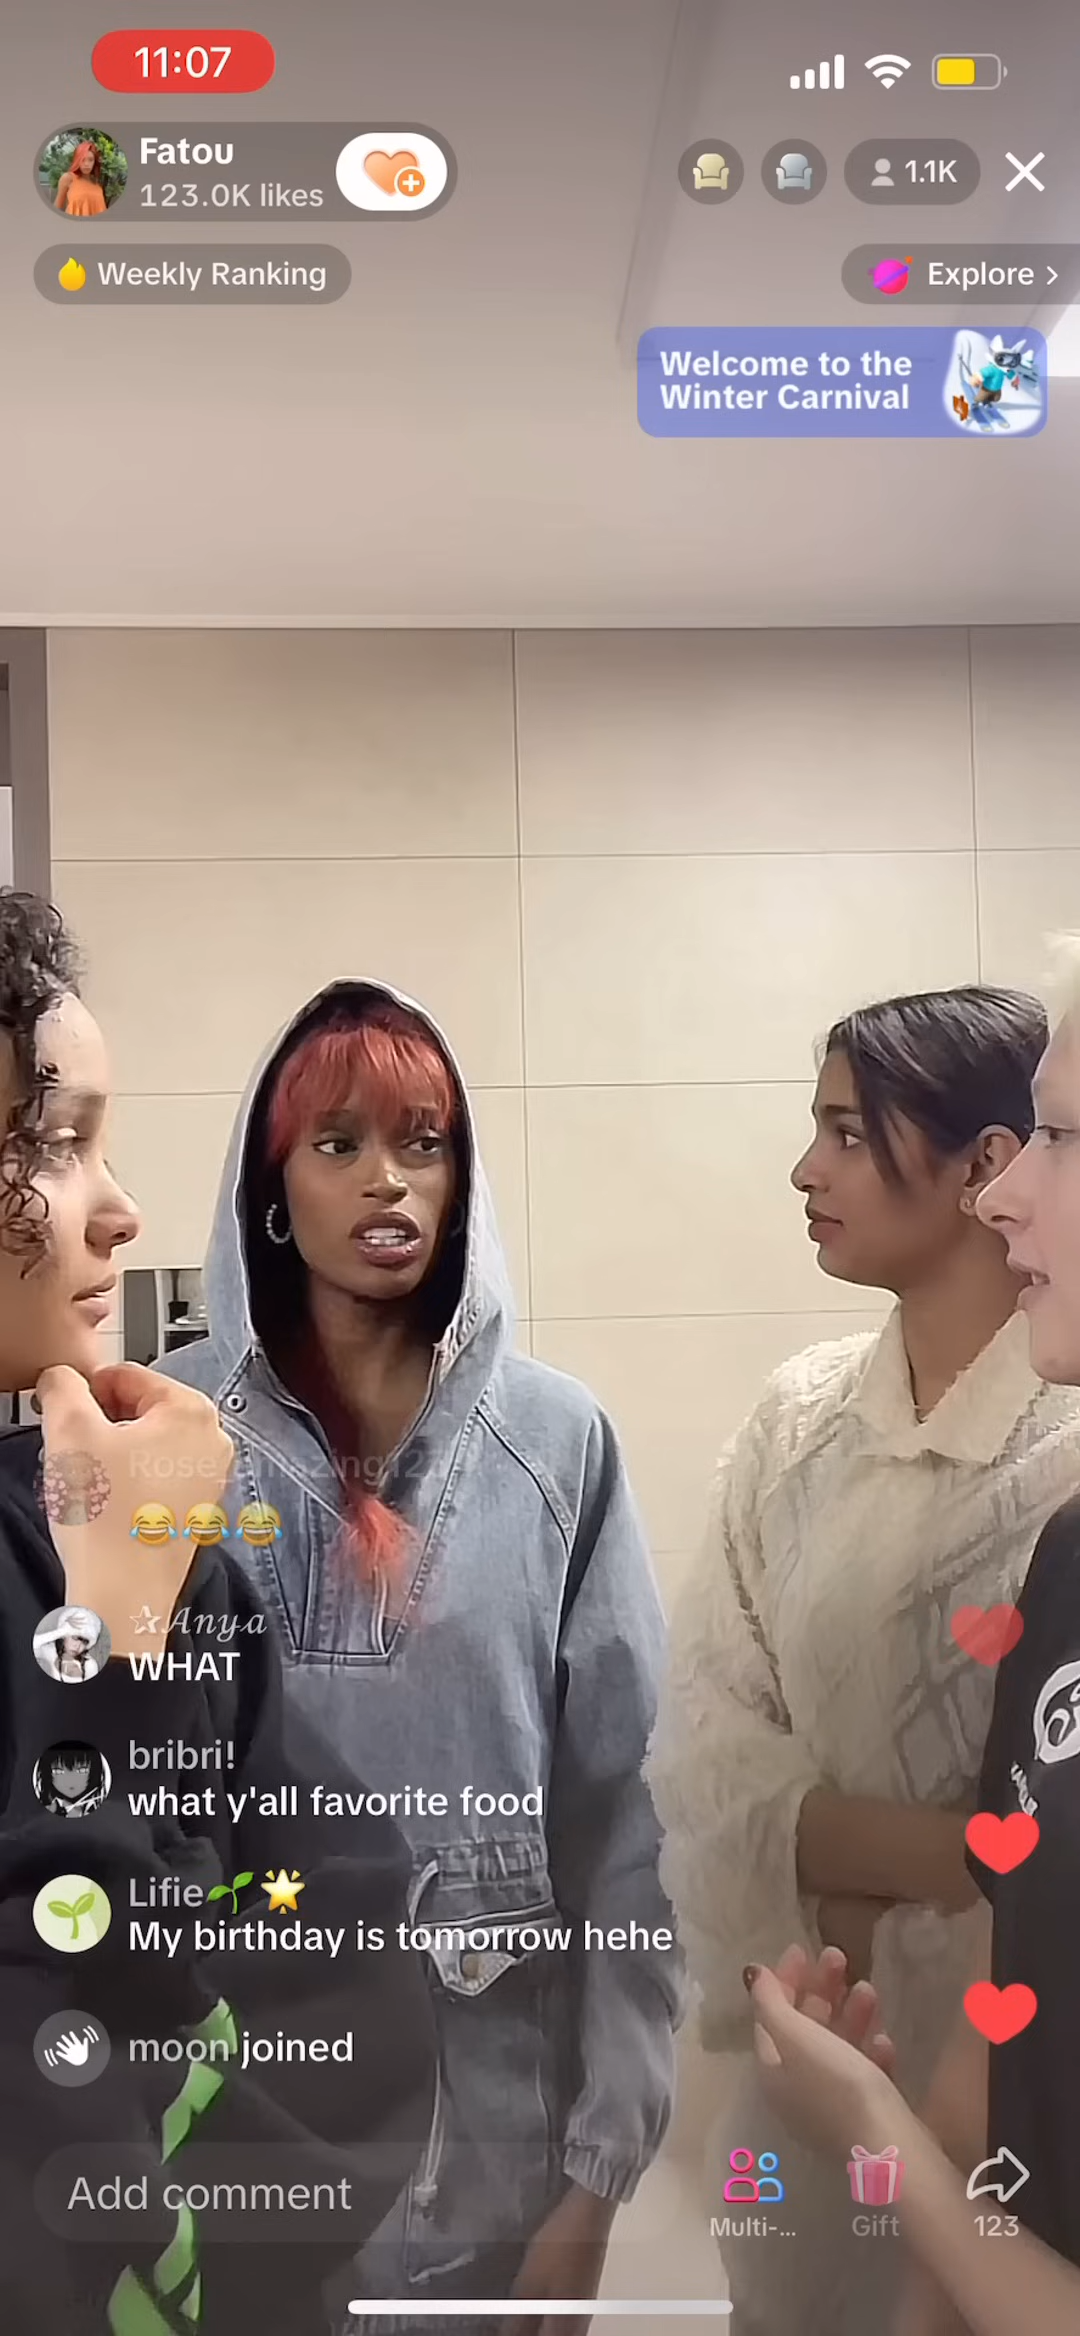 11:07
Fatou
123.0K likes
1.1K
Weekly Ranking
Explore >
Welcome to the
Winter Carnival
😂😂😂
☆𝒜𝓃𝓎𝒶
WHAT
bribri!
what y'all favorite food
Lifie🌱🌟
My birthday is tomorrow hehe
moon joined
Add comment
Multi-...
Gift
123